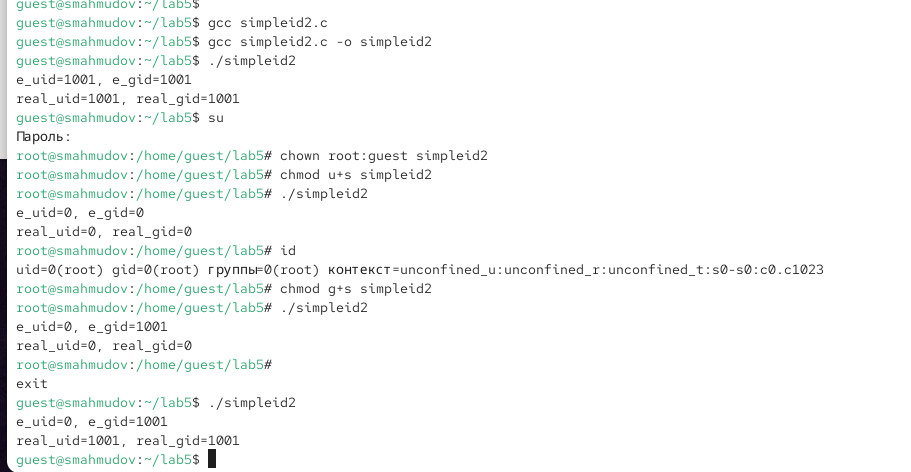 guest@smahmudov:~/lab5$
guest@smahmudov:~/lab5$ gcc simpleid2.c
guest@smahmudov:~/lab5$ gcc simpleid2.c -o simpleid2
guest@smahmudov:~/lab5$ ./simpleid2
e_uid=1001, e_gid=1001
real_uid=1001, real_gid=1001
guest@smahmudov:~/lab5$ su
Пароль:
root@smahmudov:/home/guest/lab5# chown root:guest simpleid2
root@smahmudov:/home/guest/lab5# chmod u+s simpleid2
root@smahmudov:/home/guest/lab5# ./simpleid2
e_uid=0, e_gid=0
real_uid=0, real_gid=0
root@smahmudov:/home/guest/lab5# id
uid=0(root) gid=0(root) группы=0(root) контекст=unconfined_u:unconfined_r:unconfined_t:s0-s0:c0.c1023
root@smahmudov:/home/guest/lab5# chmod g+s simpleid2
root@smahmudov:/home/guest/lab5# ./simpleid2
e_uid=0, e_gid=1001
real_uid=0, real_gid=0
root@smahmudov:/home/guest/lab5#
exit
guest@smahmudov:~/lab5$ ./simpleid2
e_uid=0, e_gid=1001
real_uid=1001, real_gid=1001
guest@smahmudov:~/lab5$